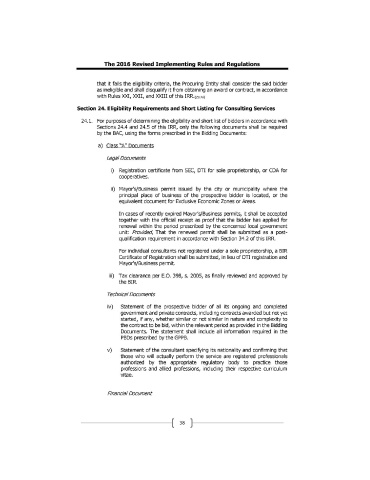 The 2016 Revised Implementing Rules and Regulations
that it fails the eligibility criteria, the Procuring Entity shall consider the said bidder
as ineligible and shall disqualify it from obtaining an award or contract, in accordance
with Rules XXI, XXII, and XXIII of this IRR.
Section 24. Eligibility Requirements and Short Listing for Consulting Services
24.1. For purposes of determining the eligibility and short list of bidders in accordance with
Sections 24.4 and 24.5 of this IRR, only the following documents shall be required
by the BAC, using the forms prescribed in the Bidding Documents:
a) Class "A" Documents
Legal Documents
i) Registration certificate from SEC, DTI for sole proprietorship, or CDA for
cooperatives.
ii) Mayor's/Business permit issued by the city or municipality where the
principal place of business of the prospective bidder is located, or the
equivalent document for Exclusive Economic Zones or Areas.
In cases of recently expired Mayor's/Business permits, it shall be accepted
together with the official receipt as proof that the bidder has applied for
renewal within the period prescribed by the concerned local government
unit: Provided, That the renewed permit shall be submitted as a post-
qualification requirement in accordance with Section 34.2 of this IRR.
For individual consultants not registered under a sole proprietorship, a BIR
Certificate of Registration shall be submitted, in lieu of DTI registration and
Mayor's/Business permit.
iii) Tax clearance per E.O. 398, s. 2005, as finally reviewed and approved by
the BIR.
Technical Documents
iv) Statement of the prospective bidder of all its ongoing and completed
government and private contracts, including contracts awarded but not yet
started, if any, whether similar or not similar in nature and complexity to
the contract to be bid, within the relevant period as provided in the Bidding
Documents. The statement shall include all information required in the
PBDs prescribed by the GPPB.
v) Statement of the consultant specifying its nationality and confirming that
those who will actually perform the service are registered professionals
authorized by the appropriate regulatory body to practice those
professions and allied professions, including their respective curriculum
vitae.
Financial Document